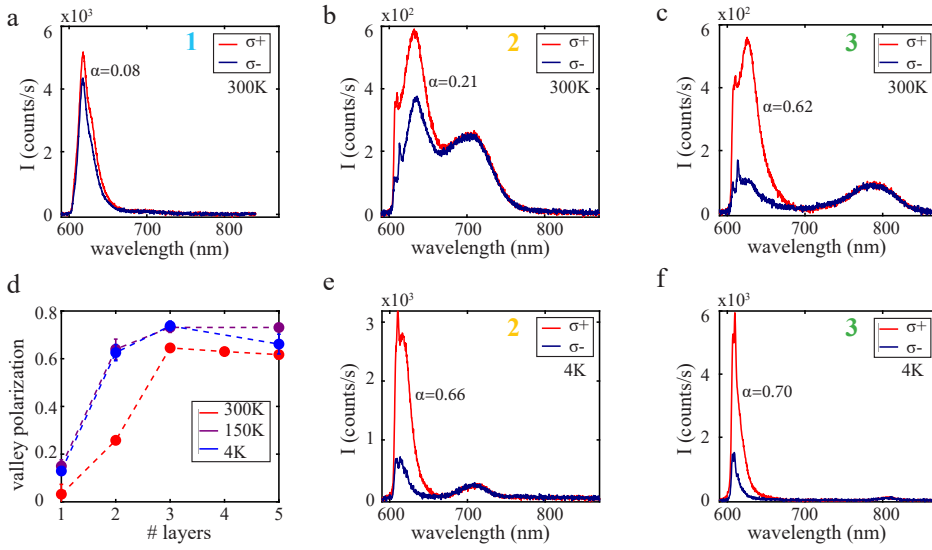 a
x10³
1
σ+
σ-
300K
α=0.08
I (counts/s)
6
4
2
0
600
700
800
wavelength (nm)
b
x10²
2
σ+
σ-
300K
α=0.21
I (counts/s)
6
4
2
0
600
700
800
wavelength (nm)
c
x10²
3
σ+
σ-
300K
α=0.62
I (counts/s)
6
4
2
0
600
700
800
wavelength (nm)
d
valley polarization
0.8
0.6
0.4
0.2
0
300K
150K
4K
1
2
3
4
5
# layers
e
x10³
2
σ+
σ-
4K
α=0.66
I (counts/s)
3
2
1
0
600
700
800
wavelength (nm)
f
x10³
3
σ+
σ-
4K
α=0.70
I (counts/s)
6
4
2
0
600
700
800
wavelength (nm)